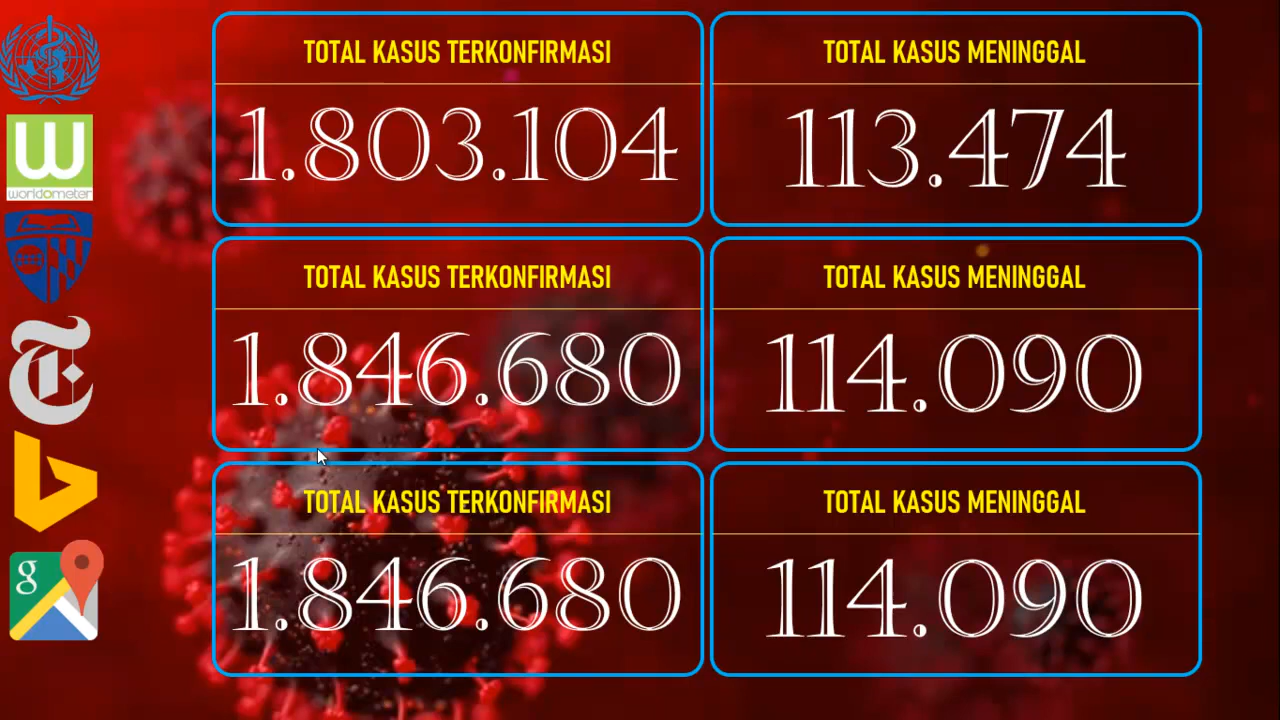 TOTAL KASUS TERKONFIRMASI
1.803.104
TOTAL KASUS MENINGGAL
113.474
TOTAL KASUS TERKONFIRMASI
1.846.680
TOTAL KASUS MENINGGAL
114.090
TOTAL KASUS TERKONFIRMASI
1.846.680
TOTAL KASUS MENINGGAL
114.090
W
worldometer
T
b
g